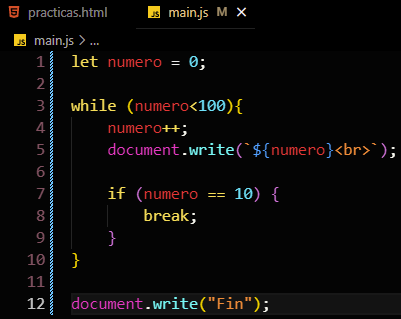 practicas.html
main.js M ×
main.js > ...
1 let numero = 0;
2
3 while (numero<100){
4     numero++;
5     document.write(`${numero}<br>`);
6
7     if (numero == 10) {
8         break;
9     }
10 }
11
12 document.write("Fin");